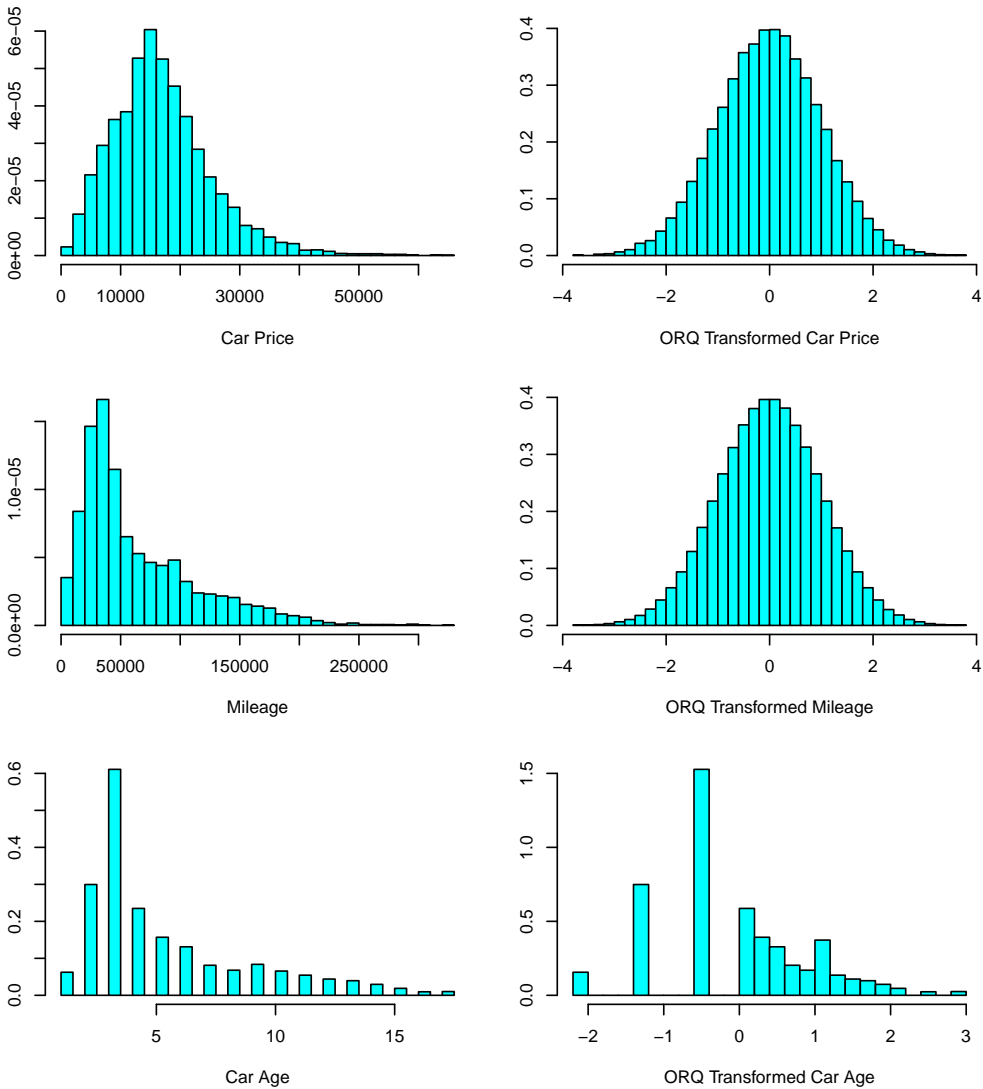 0e+00 2e−05 4e−05 6e−05
0 10000 30000 50000
Car Price
0.0 0.1 0.2 0.3 0.4
−4 −2 0 2 4
ORQ Transformed Car Price
0.0e+00 1.0e−05
0 50000 150000 250000
Mileage
0.0 0.1 0.2 0.3 0.4
−4 −2 0 2 4
ORQ Transformed Mileage
0.0 0.2 0.4 0.6
5 10 15
Car Age
0.0 0.5 1.0 1.5
−2 −1 0 1 2 3
ORQ Transformed Car Age